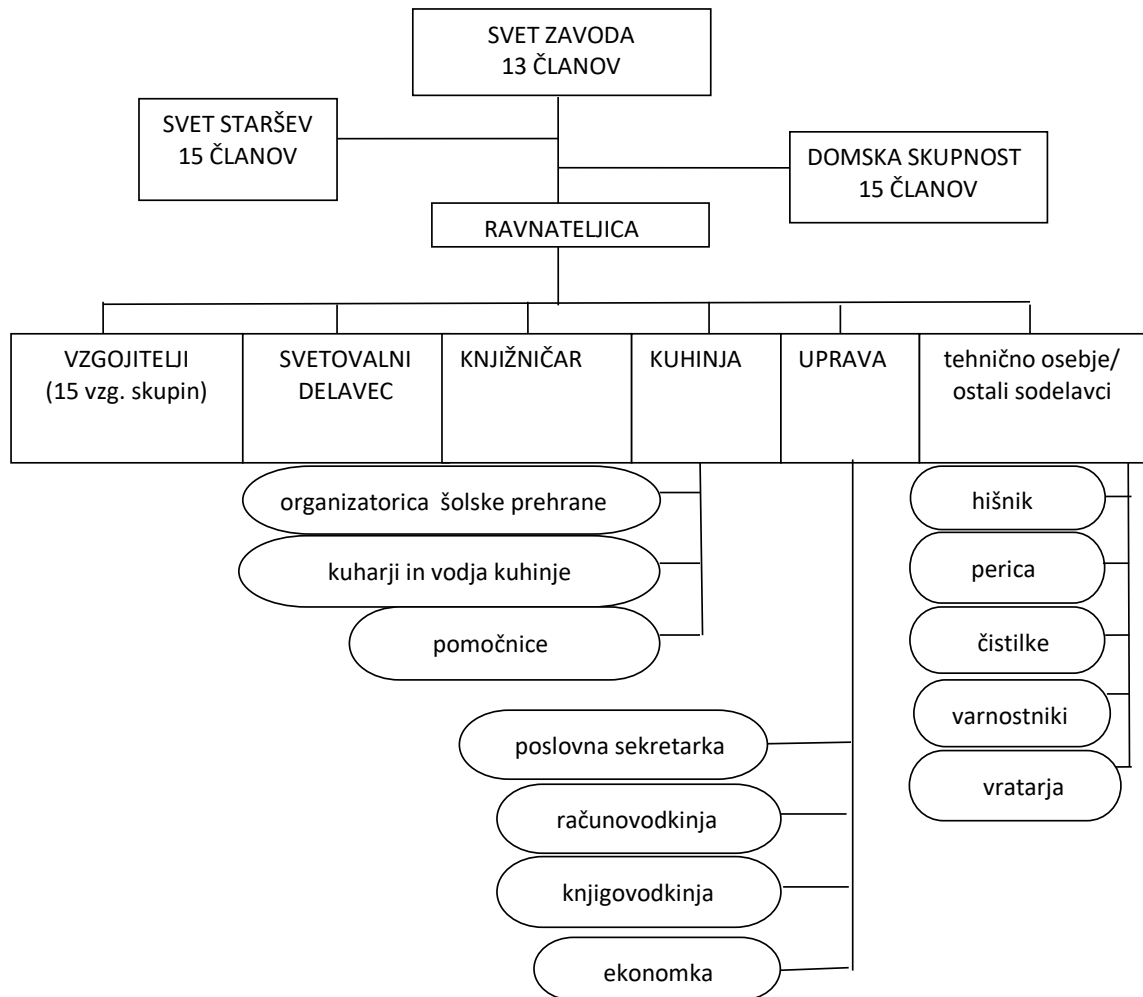 SVET ZAVODA
13 ČLANOV
SVET STARŠEV
15 ČLANOV
DOMSKA SKUPNOST
15 ČLANOV
RAVNATELJICA
VZGOJITELJI
(15 vzg. skupin)
SVETOVALNI
DELAVEC
KNJIŽNIČAR
KUHINJA
UPRAVA
tehnično osebje/
ostali sodelavci
organizatorica šolske prehrane
kuharji in vodja kuhinje
pomočnice
poslovna sekretarka
računovodkinja
knjigovodkinja
ekonomka
hišnik
perica
čistilke
varnostniki
vratarja